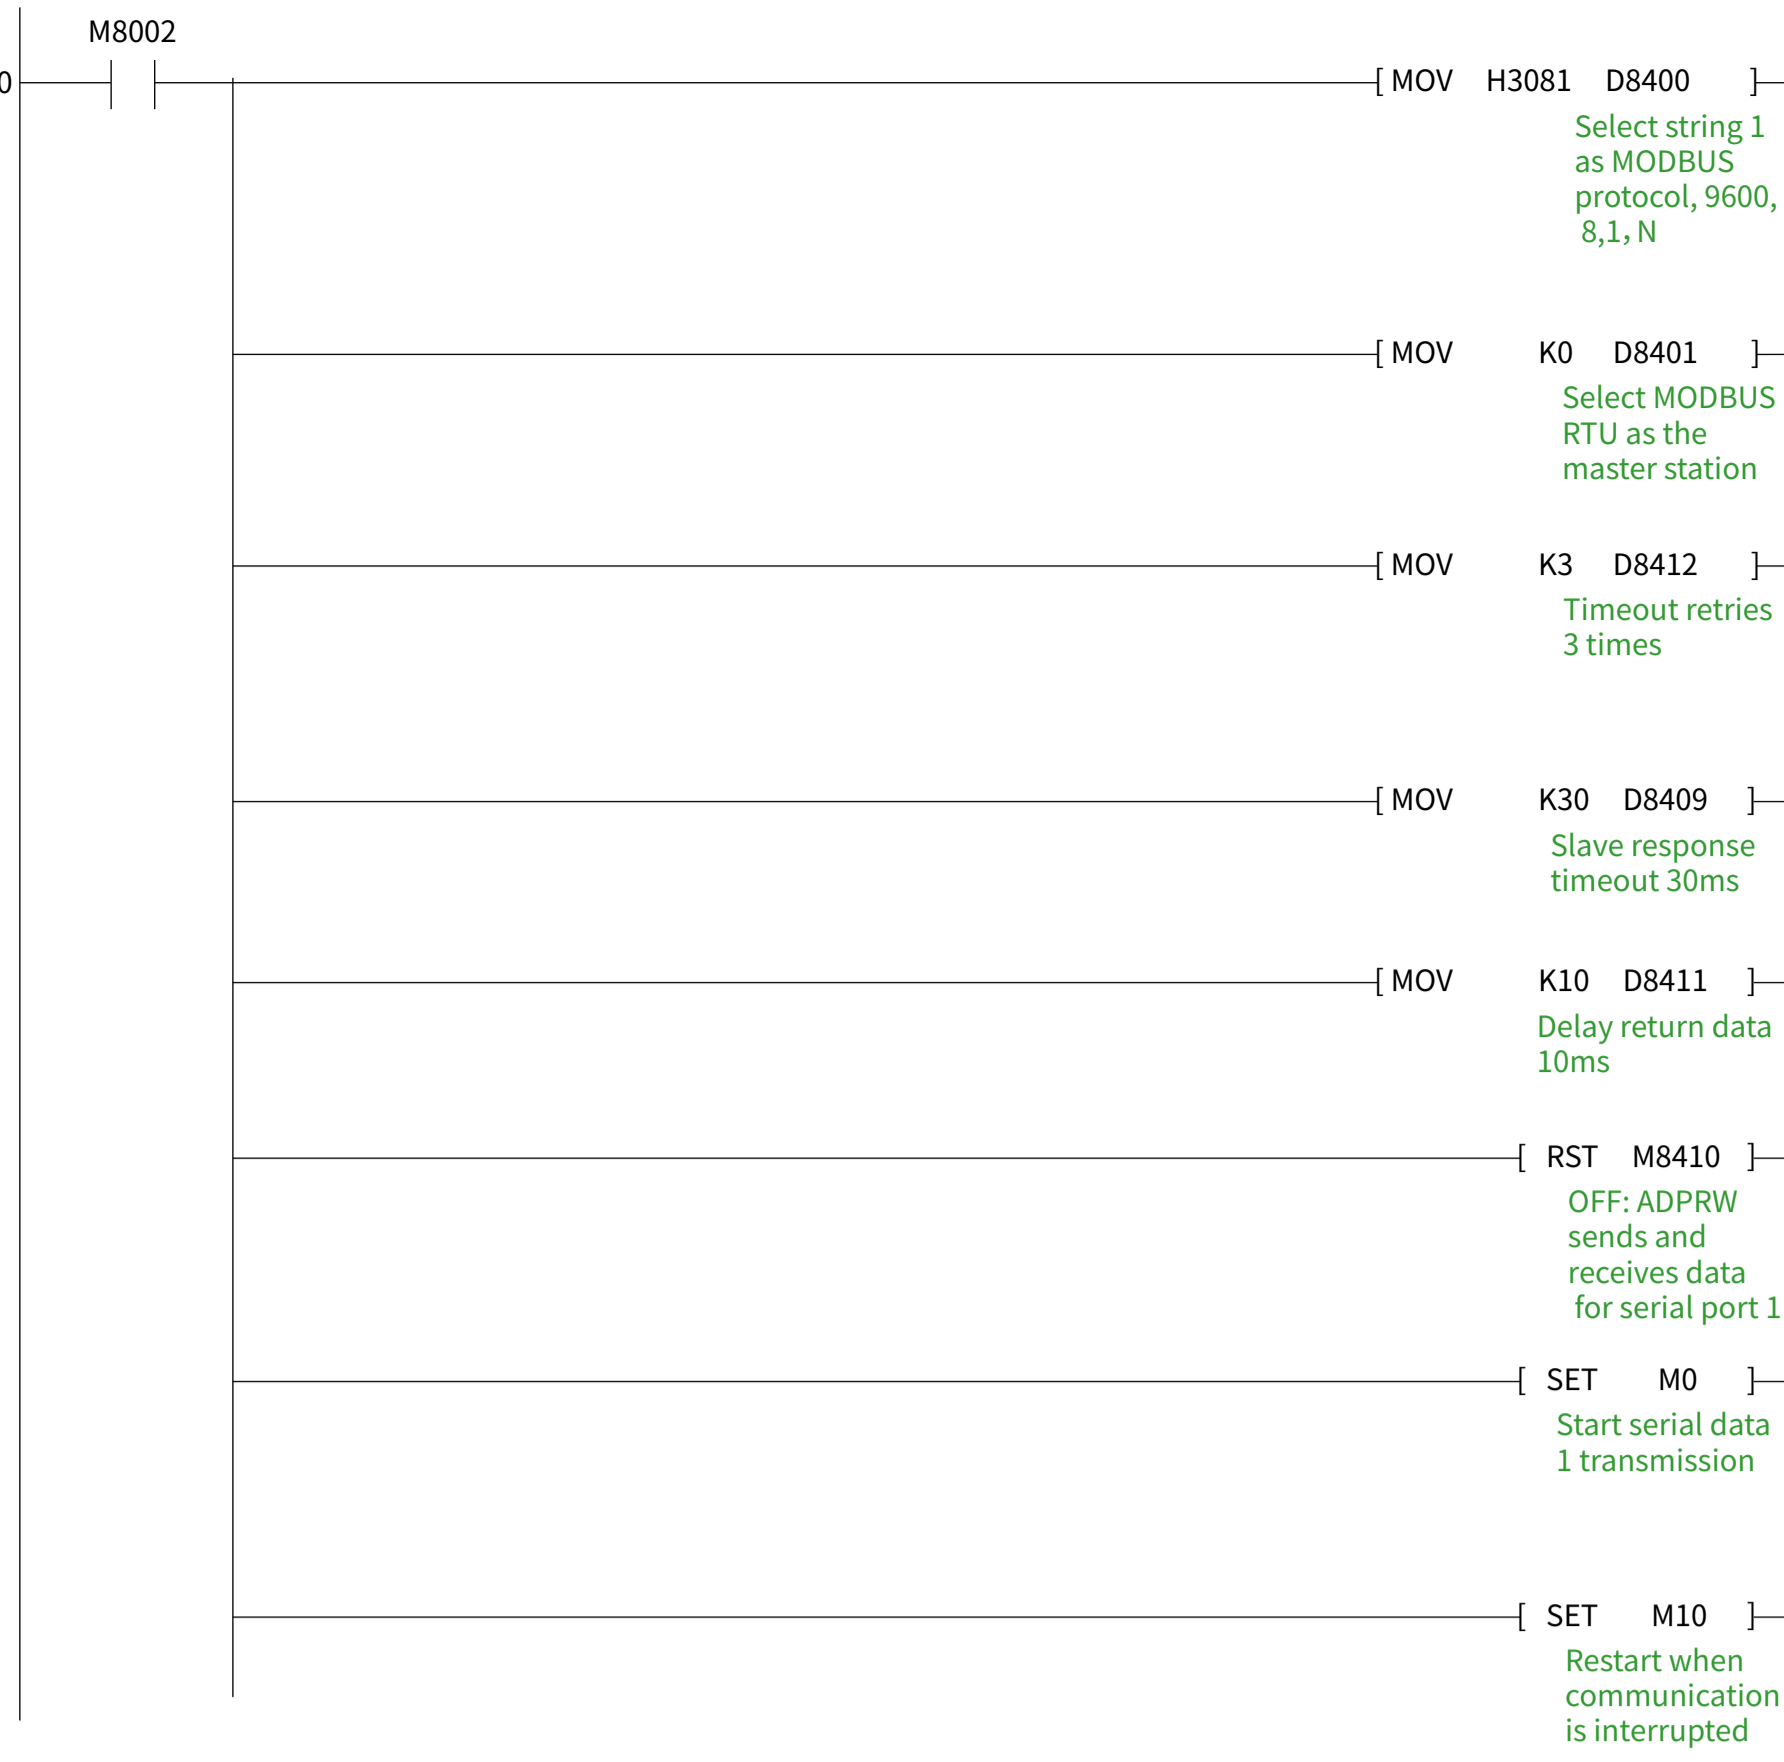 M8002
0
[ MOV H3081 D8400 ]
Select string 1
as MODBUS
protocol, 9600,
8,1, N
[ MOV K0 D8401 ]
Select MODBUS
RTU as the
master station
[ MOV K3 D8412 ]
Timeout retries
3 times
[ MOV K30 D8409 ]
Slave response
timeout 30ms
[ MOV K10 D8411 ]
Delay return data
10ms
[ RST M8410 ]
OFF: ADPRW
sends and
receives data
for serial port 1
[ SET M0 ]
Start serial data
1 transmission
[ SET M10 ]
Restart when
communication
is interrupted